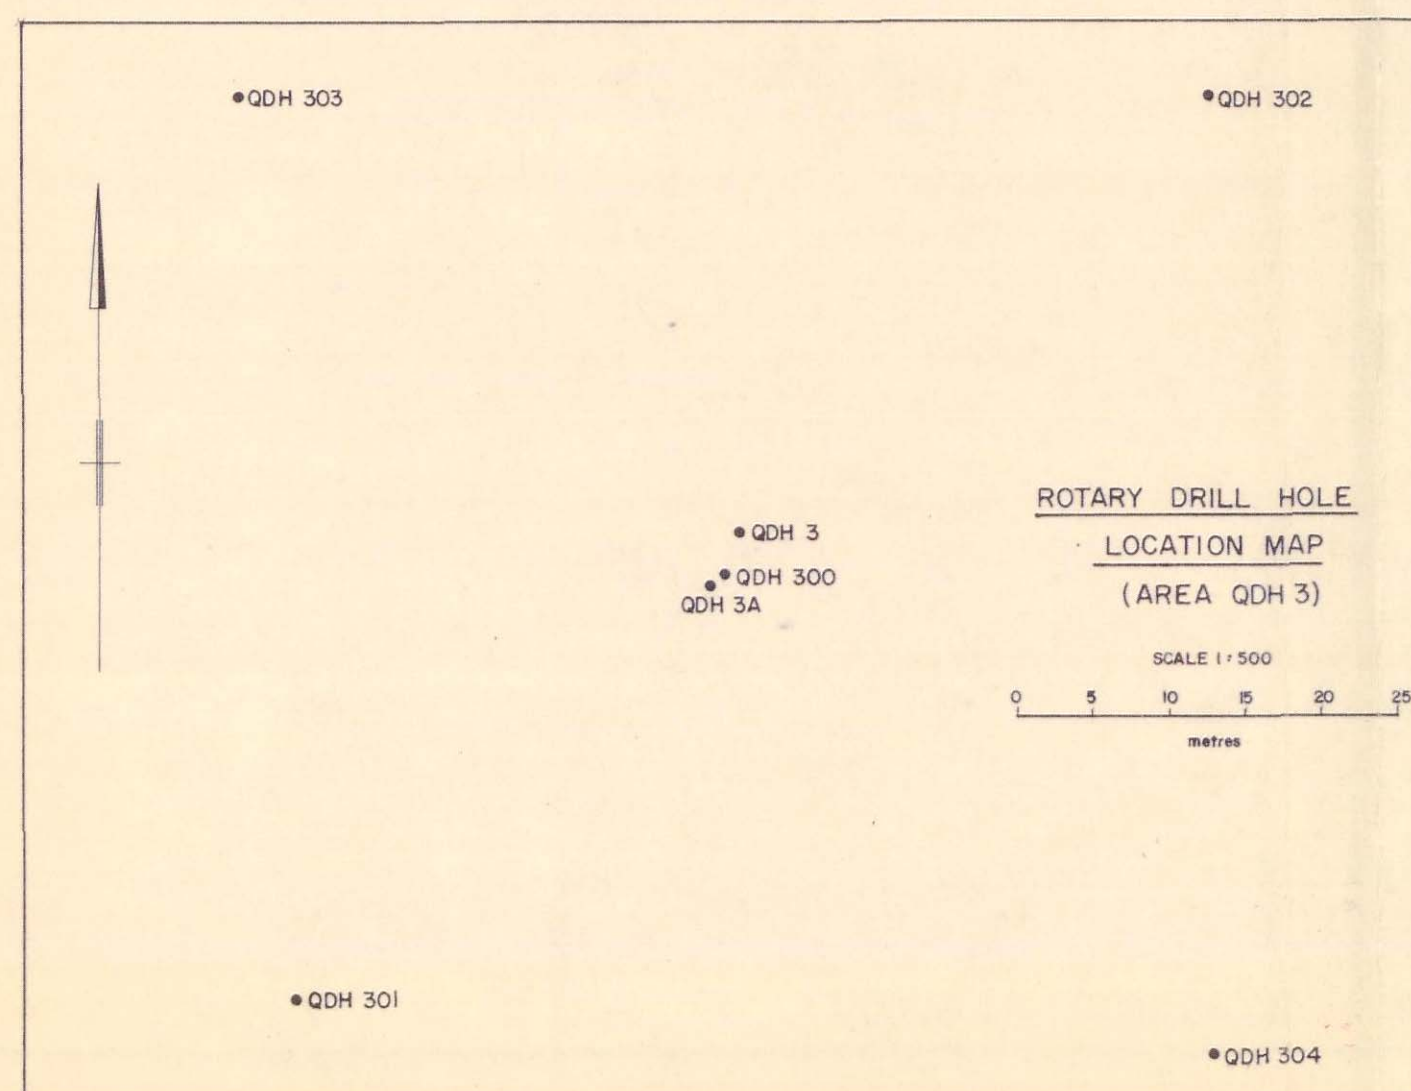 QDH 303
QDH 302
QDH 3
QDH 300
QDH 3A
ROTARY DRILL HOLE
LOCATION MAP
(AREA QDH 3)
SCALE 1:500
0 5 10 15 20 25
metres
QDH 301
QDH 304